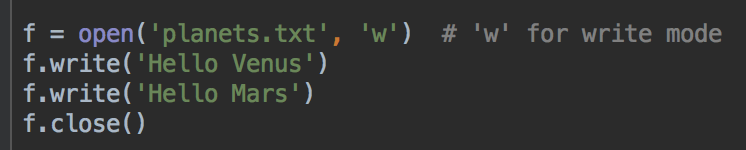 f = open('planets.txt', 'w')  # 'w' for write mode
f.write('Hello Venus')
f.write('Hello Mars')
f.close()